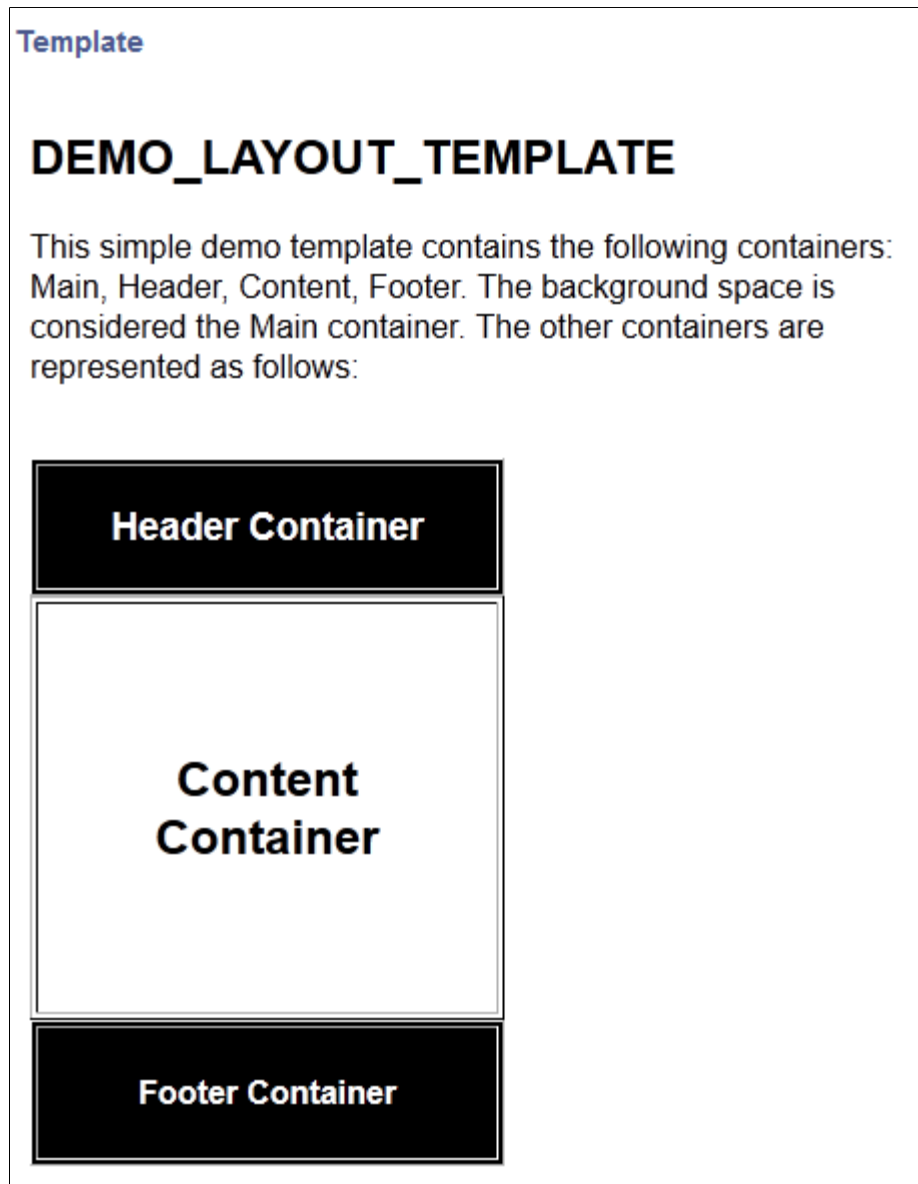 Template
DEMO_LAYOUT_TEMPLATE
This simple demo template contains the following containers:
Main, Header, Content, Footer. The background space is
considered the Main container. The other containers are
represented as follows:
Header Container
Content
Container
Footer Container